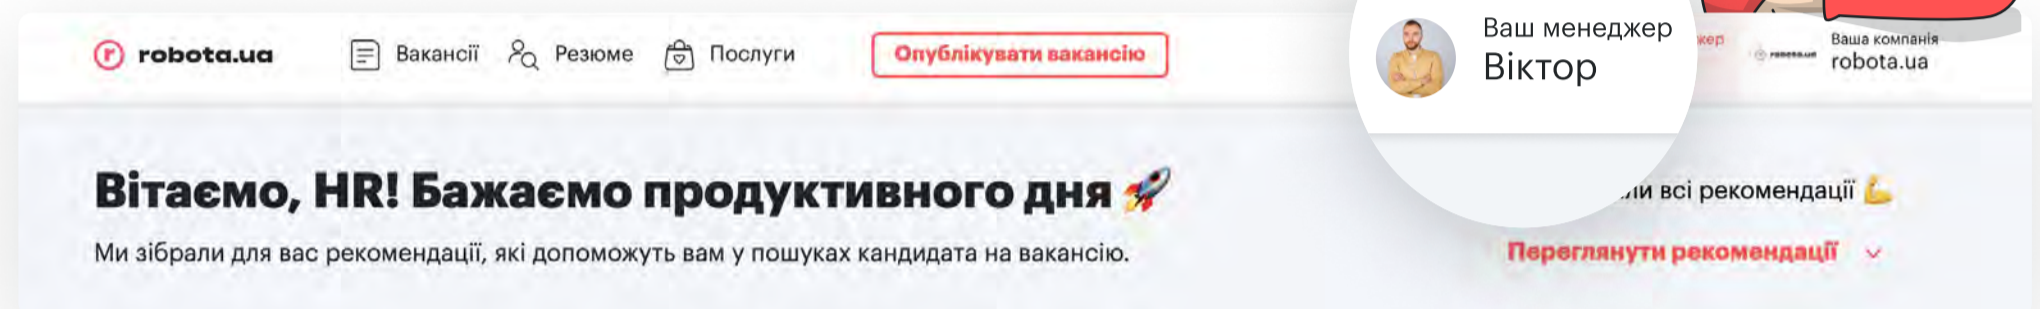 robota.ua
Вакансії
Резюме
Послуги
Опублікувати вакансію
Ваш менеджер
Віктор
Ваша компанія
robota.ua
Вітаємо, HR! Бажаємо продуктивного дня 🚀
Ми зібрали для вас рекомендації, які допоможуть вам у пошуках кандидата на вакансію.
всі рекомендації 💪
Переглянути рекомендації